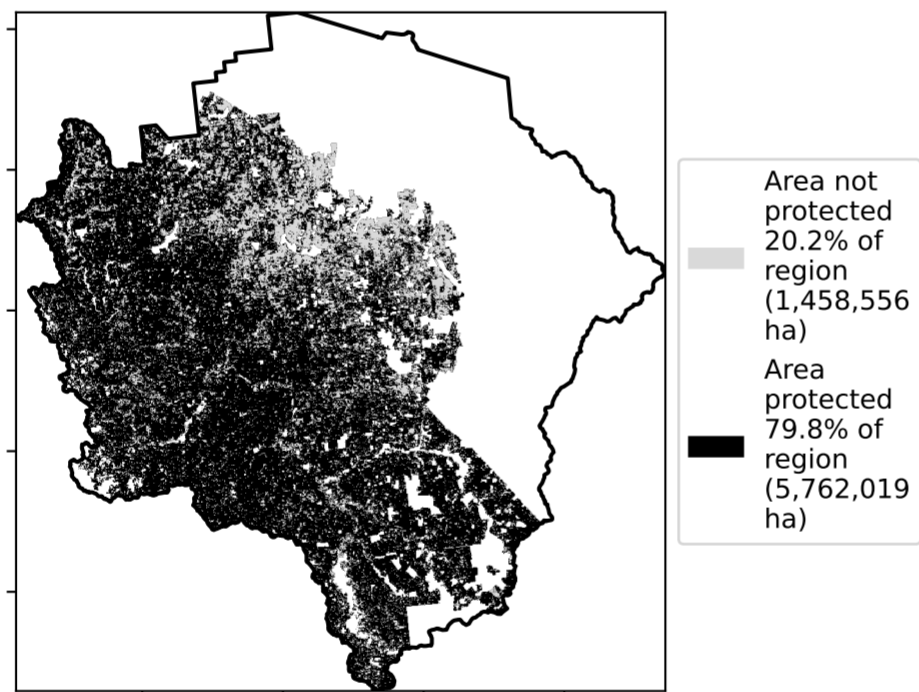 Area not
protected
20.2% of
region
(1,458,556
ha)
Area
protected
79.8% of
region
(5,762,019
ha)